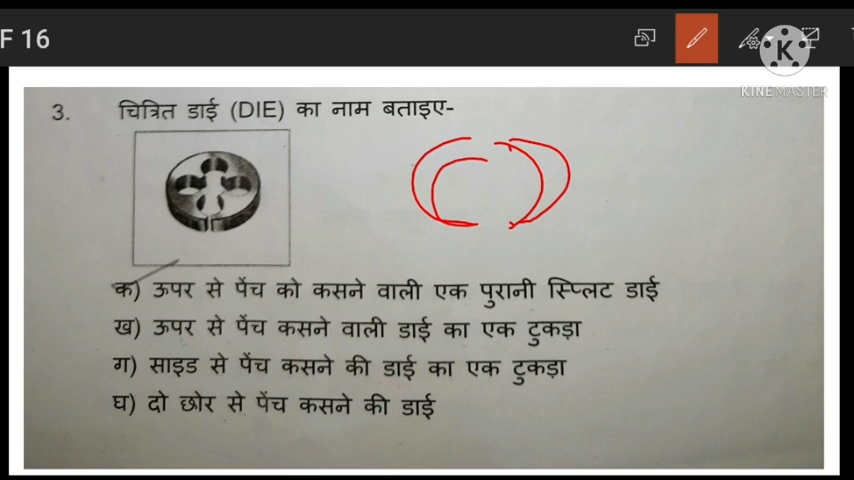 F 16
K
KINEMASTER
3. चित्रित डाई (DIE) का नाम बताइए-
क) ऊपर से पेंच को कसने वाली एक पुरानी स्प्लिट डाई
ख) ऊपर से पेंच कसने वाली डाई का एक टुकड़ा
ग) साइड से पेंच कसने की डाई का एक टुकड़ा
घ) दो छोर से पेंच कसने की डाई